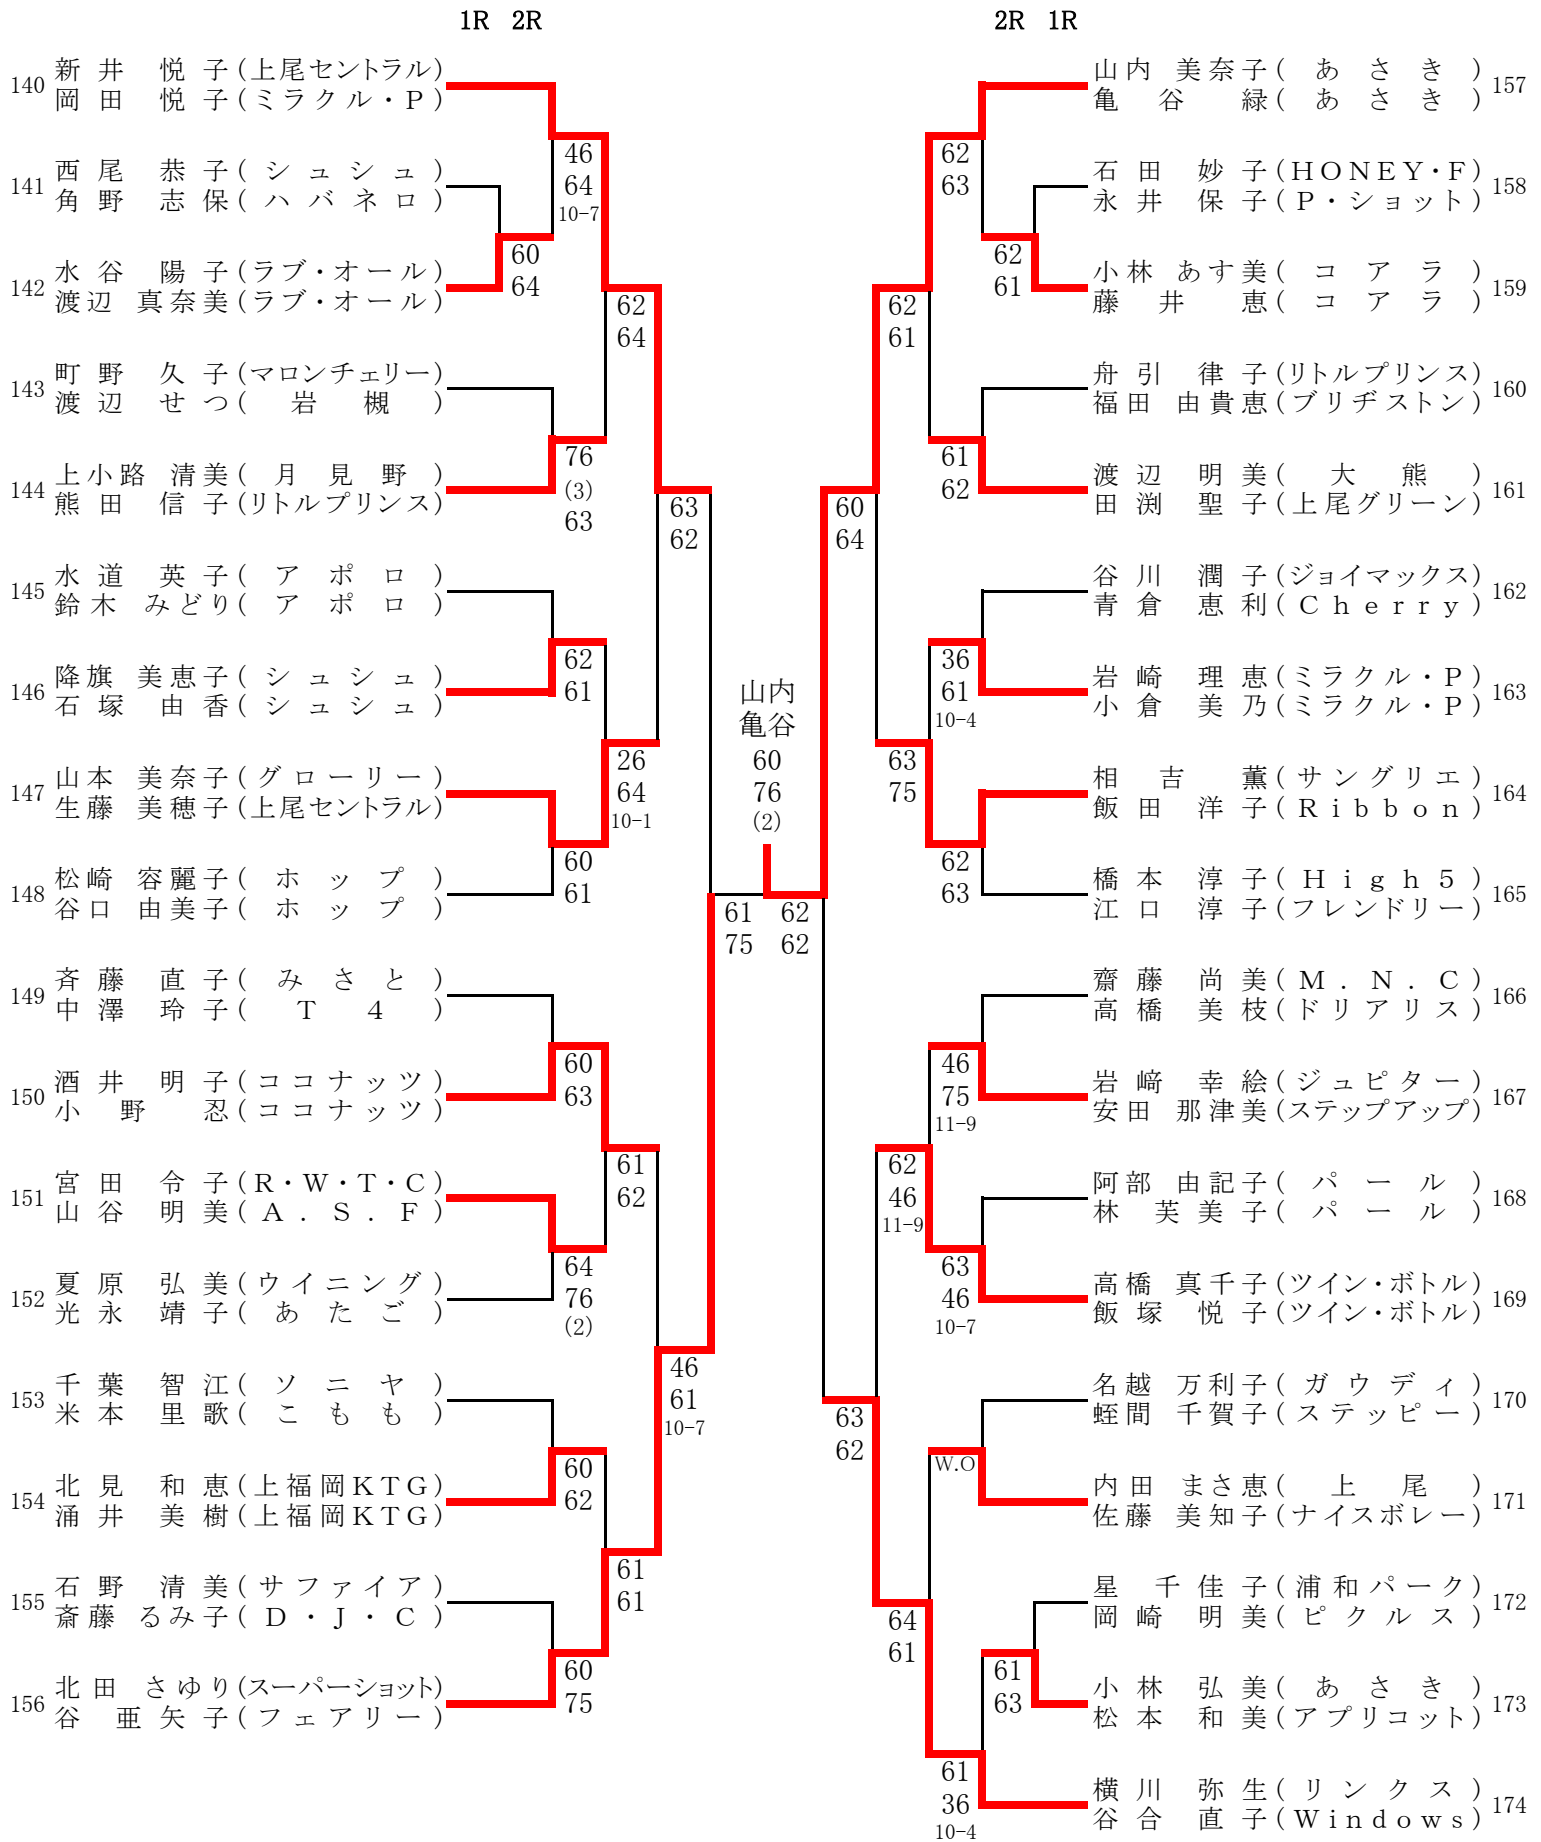 1R 2R
140 新井 悦子(上尾セントラル)
岡田 悦子(ミラクル・P)
141 西尾 恭子(シュシュ)
角野 志保(ハバネロ)
142 水谷 陽子(ラブ・オール)
渡辺 真奈美(ラブ・オール)
143 町野 久子(マロンチェリー)
渡辺 せつ(岩槻)
144 上小路 清美(月見野)
熊田 信子(リトルプリンス)
145 水道 英子(アポロ)
鈴木 みどり(アポロ)
146 降旗 美恵子(シュシュ)
石塚 由香(シュシュ)
147 山本 美奈子(グローリー)
生藤 美穂子(上尾セントラル)
148 松崎 容麗子(ホップ)
谷口 由美子(ホップ)
149 斉藤 直子(みさと)
中澤 玲子(T4)
150 酒井 明子(ココナッツ)
小野 忍(ココナッツ)
151 宮田 令子(R・W・T・C)
山谷 明美(A.S.F)
152 夏原 弘美(ウイニング)
光永 靖子(あたご)
153 千葉 智江(ソニヤ)
米本 里歌(こもも)
154 北見 和恵(上福岡KTG)
涌井 美樹(上福岡KTG)
155 石野 清美(サファイア)
斎藤 るみ子(D・J・C)
156 北田 さゆり(スーパーショット)
谷 亜矢子(フェアリー)
60
64
46
64
10-7
76
(3)
63
62
61
60
61
60
63
64
76
(2)
60
62
60
75
62
64
26
64
10-1
61
62
61
61
63
62
46
61
10-7
61
75
山内
亀谷
60
76
(2)
62
62
60
64
63
62
62
61
63
75
62
46
11-9
64
61
62
63
61
62
36
61
10-4
62
63
46
75
11-9
63
46
10-7
W.O
61
36
10-4
62
61
61
63
2R 1R
山内 美奈子(あさき) 157
亀谷 緑(あさき)
石田 妙子(HONEY・F) 158
永井 保子(P・ショット)
小林 あす美(コアラ) 159
藤井 恵(コアラ)
舟引 律子(リトルプリンス) 160
福田 由貴恵(ブリヂストン)
渡辺 明美(大熊) 161
田渕 聖子(上尾グリーン)
谷川 潤子(ジョイマックス) 162
青倉 恵利(Cherry)
岩崎 理恵(ミラクル・P) 163
小倉 美乃(ミラクル・P)
相吉 薫(サングリエ) 164
飯田 洋子(Ribbon)
橋本 淳子(High5) 165
江口 淳子(フレンドリー)
齋藤 尚美(M.N.C) 166
高橋 美枝(ドリアリス)
岩﨑 幸絵(ジュピター) 167
安田 那津美(ステップアップ)
阿部 由記子(パール) 168
林 芙美子(パール)
高橋 真千子(ツイン・ボトル) 169
飯塚 悦子(ツイン・ボトル)
名越 万利子(ガウディ) 170
蛭間 千賀子(ステッピー)
内田 まさ恵(上尾) 171
佐藤 美知子(ナイスボレー)
星 千佳子(浦和パーク) 172
岡崎 明美(ピクルス)
小林 弘美(あさき) 173
松本 和美(アプリコット)
横川 弥生(リンクス) 174
谷合 直子(Windows)